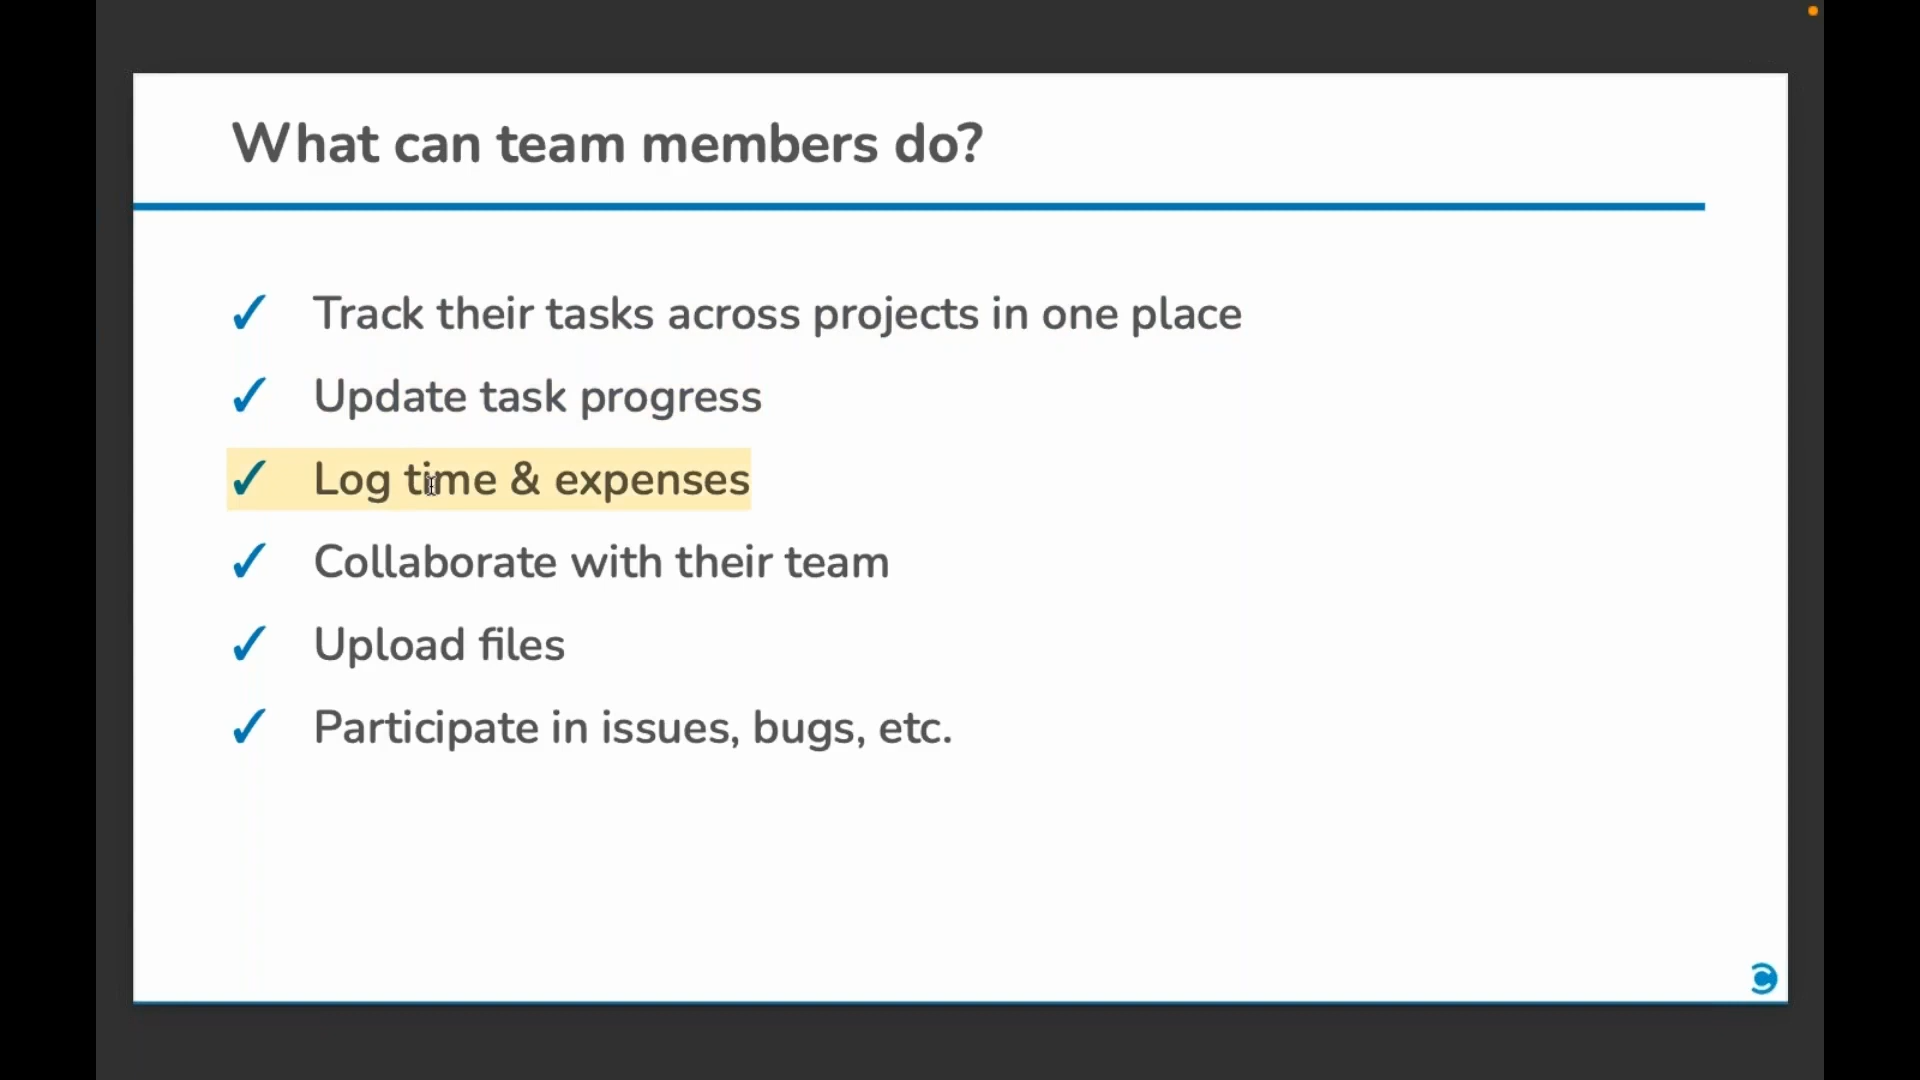 What can team members do?
✓ Track their tasks across projects in one place
✓ Update task progress
✓ Log time & expenses
✓ Collaborate with their team
✓ Upload files
✓ Participate in issues, bugs, etc.